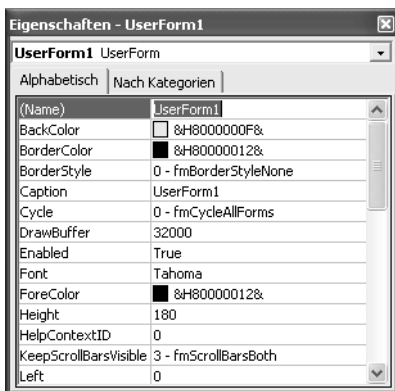 Eigenschaften - UserForm1
UserForm1 UserForm
Alphabetisch Nach Kategorien
(Name) UserForm1
BackColor &H8000000F&
BorderColor &H80000012&
BorderStyle 0 - fmBorderStyleNone
Caption UserForm1
Cycle 0 - fmCycleAllForms
DrawBuffer 32000
Enabled True
Font Tahoma
ForeColor &H80000012&
Height 180
HelpContextID 0
KeepScrollBarsVisible 3 - fmScrollBarsBoth
Left 0